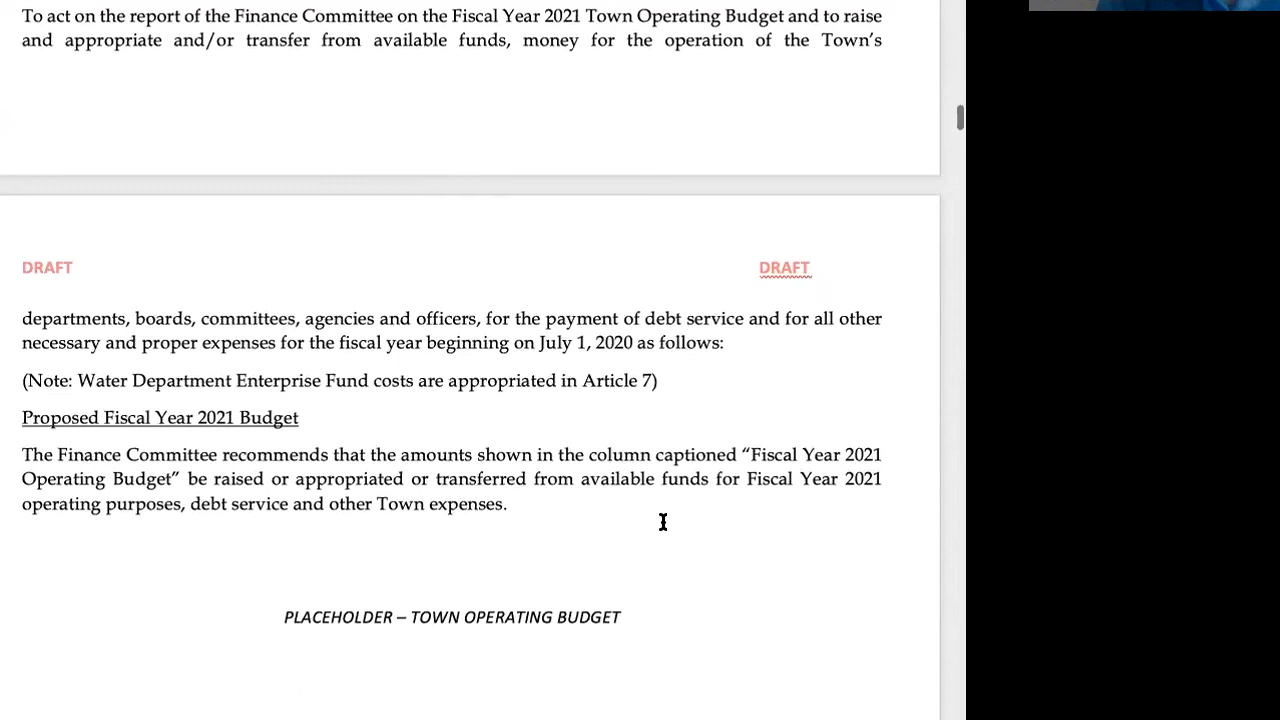 To act on the report of the Finance Committee on the Fiscal Year 2021 Town Operating Budget and to raise
and appropriate and/or transfer from available funds, money for the operation of the Town’s
DRAFT DRAFT
departments, boards, committees, agencies and officers, for the payment of debt service and for all other
necessary and proper expenses for the fiscal year beginning on July 1, 2020 as follows:
(Note: Water Department Enterprise Fund costs are appropriated in Article 7)
Proposed Fiscal Year 2021 Budget
The Finance Committee recommends that the amounts shown in the column captioned “Fiscal Year 2021
Operating Budget” be raised or appropriated or transferred from available funds for Fiscal Year 2021
operating purposes, debt service and other Town expenses.
PLACEHOLDER – TOWN OPERATING BUDGET